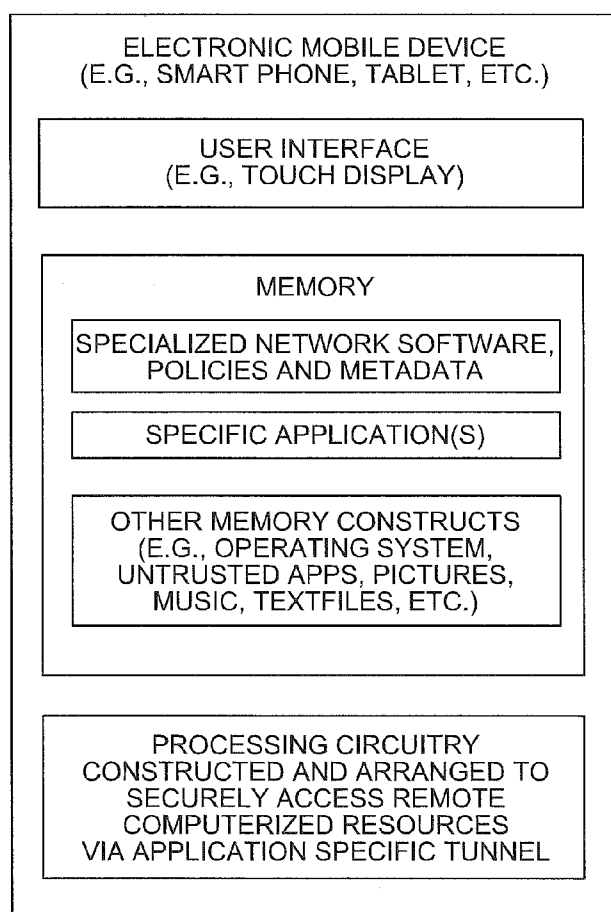 ELECTRONIC MOBILE DEVICE
(E.G., SMART PHONE, TABLET, ETC.)
USER INTERFACE
(E.G., TOUCH DISPLAY)
MEMORY
SPECIALIZED NETWORK SOFTWARE,
POLICIES AND METADATA
SPECIFIC APPLICATION(S)
OTHER MEMORY CONSTRUCTS
(E.G., OPERATING SYSTEM,
UNTRUSTED APPS, PICTURES,
MUSIC, TEXTFILES, ETC.)
PROCESSING CIRCUITRY
CONSTRUCTED AND ARRANGED TO
SECURELY ACCESS REMOTE
COMPUTERIZED RESOURCES
VIA APPLICATION SPECIFIC TUNNEL